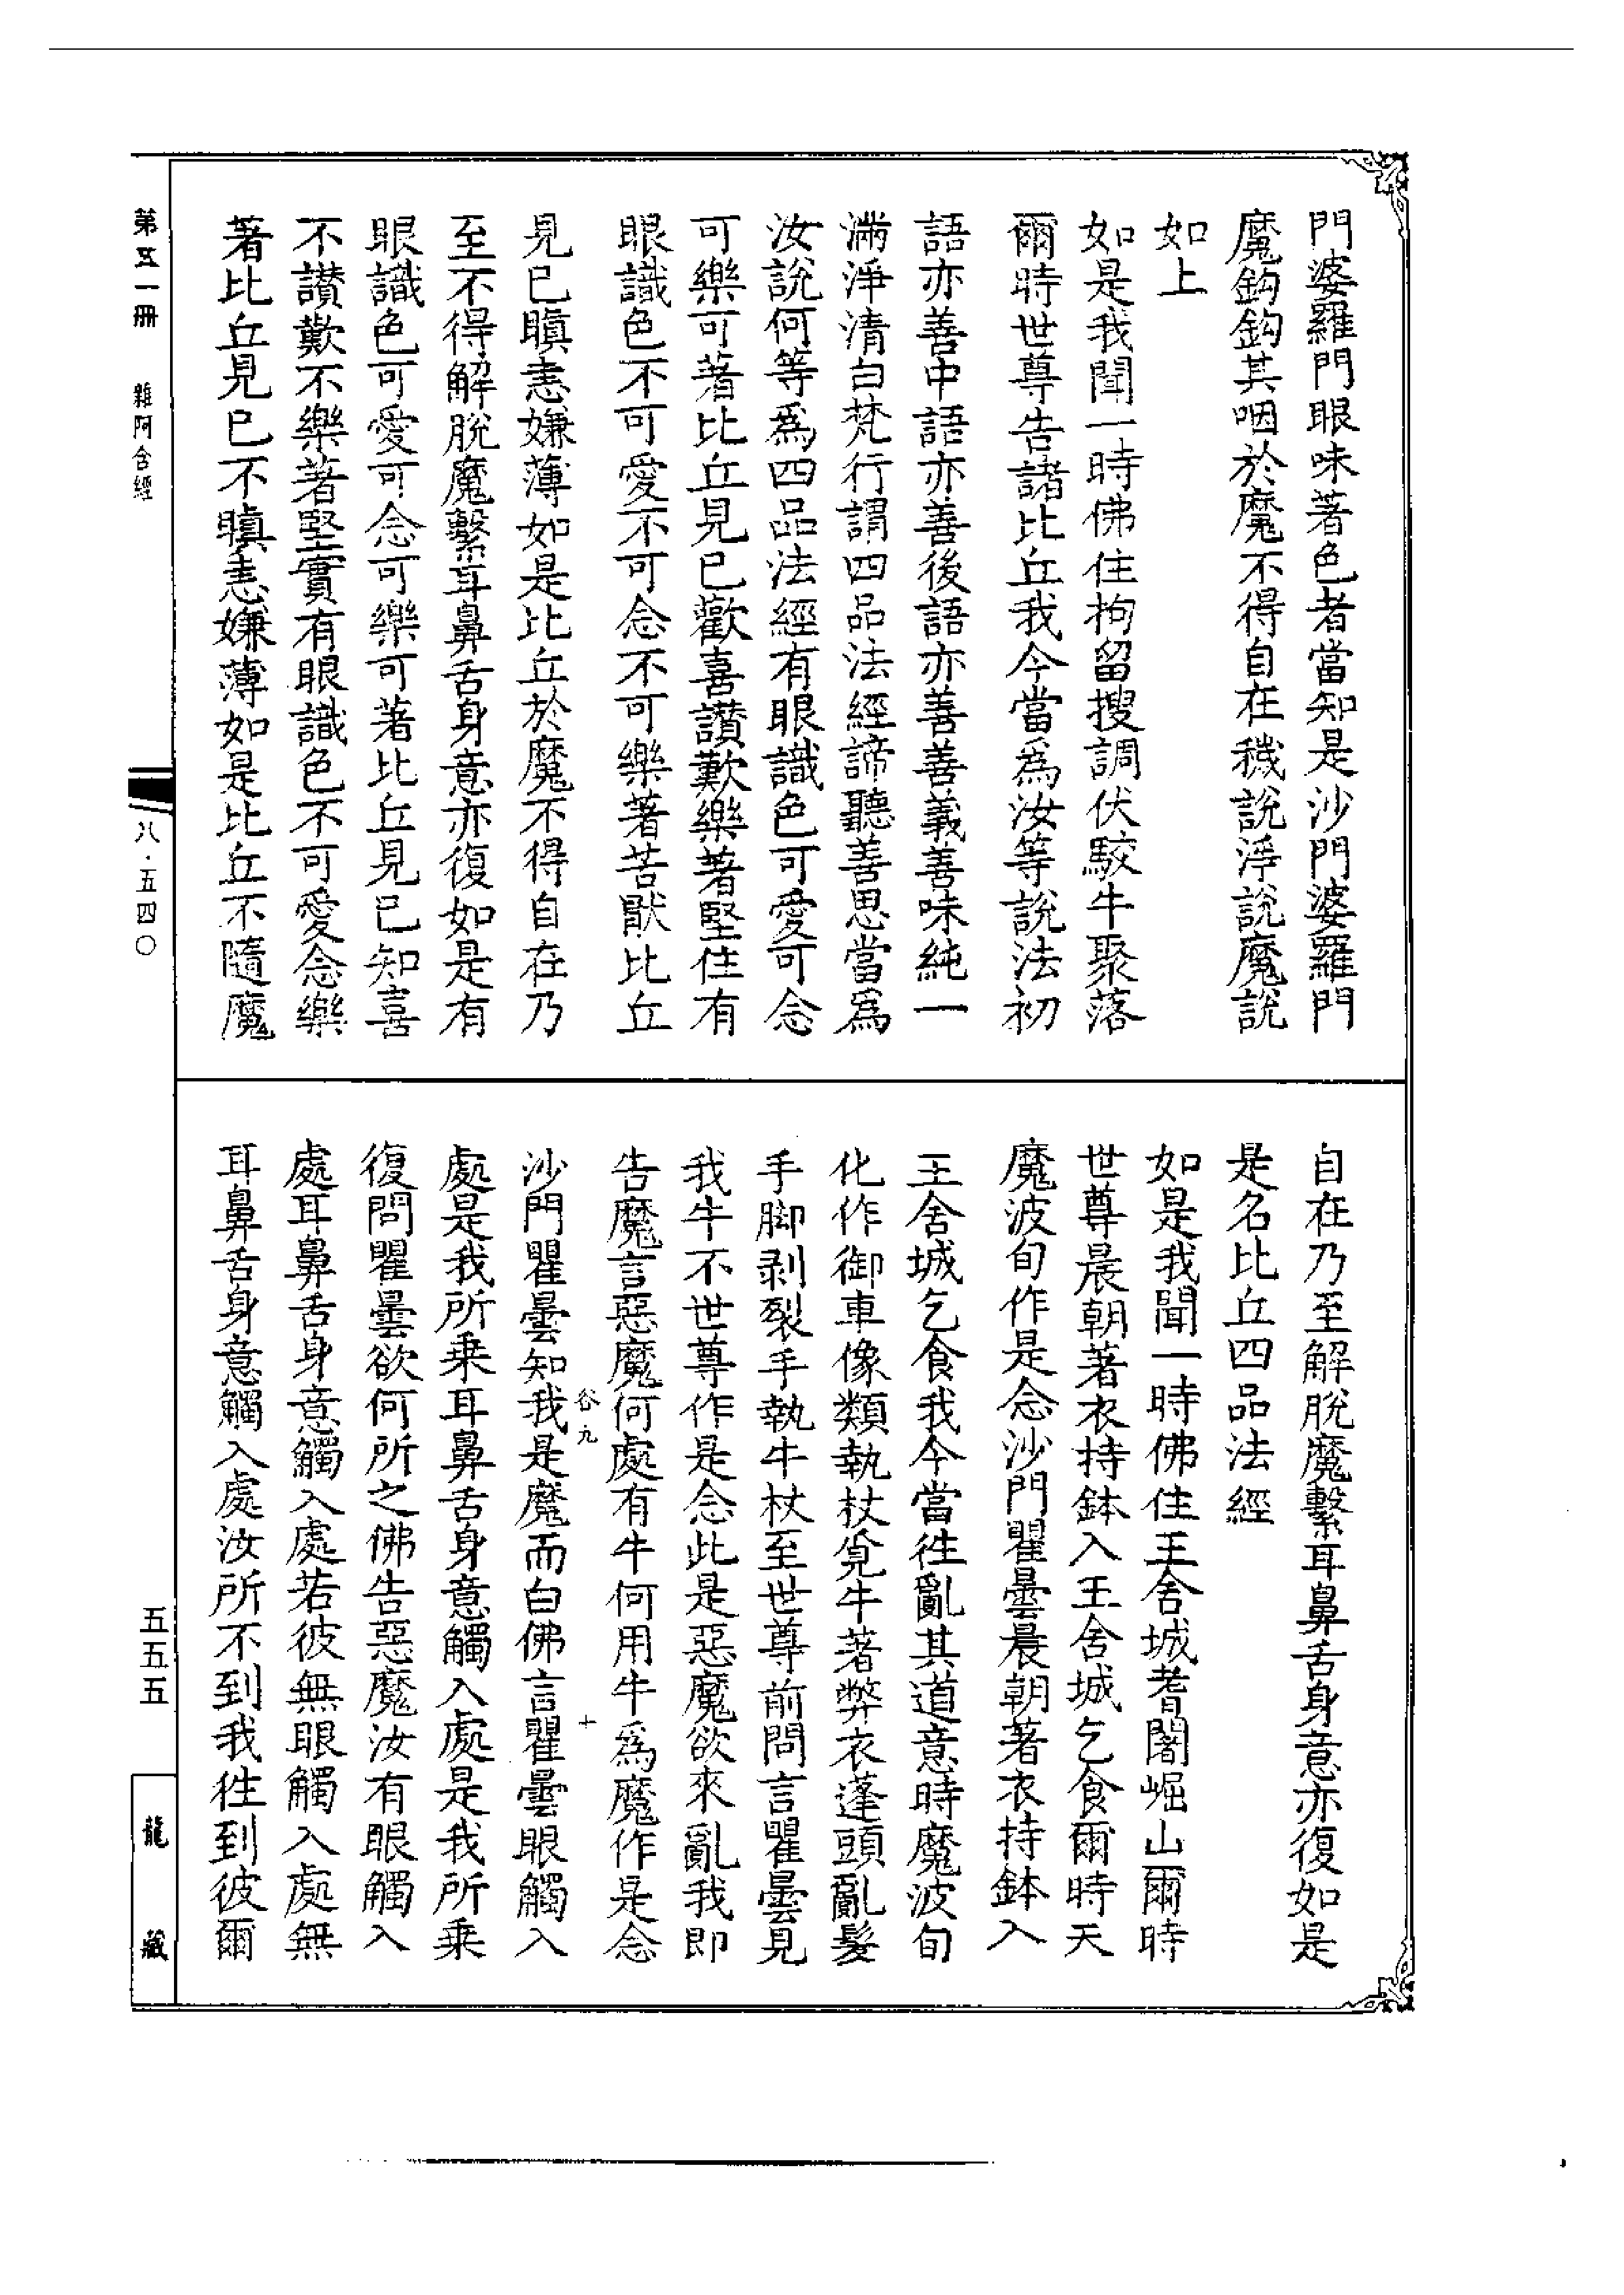 門婆羅門眼味著色者當知是沙門婆羅門
魔鈎鈎其咽於魔不得自在穢說淨說魔說
如上
如是我聞一時佛住拘留搜調伏駮牛聚落
爾時世尊告諸比丘我今當爲汝等說法初
語亦善中語亦善後語亦善善義善味純一
滿淨清白梵行謂四品法經諦聽善思當爲
汝說何等爲四品法經有眼識色可愛可念
可樂可著比丘見已歡喜讚歎樂著堅住有
眼識色不可愛不可念不可樂著苦猒比丘
見已瞋恚嫌薄如是比丘於魔不得自在乃
至不得解脫魔繫耳鼻舌身意亦復如是有
眼識色可愛可念可樂可著比丘見已知喜
不讚歎不樂著堅實有眼識色不可愛念樂
著比丘見已不瞋恚嫌薄如是比丘不隨魔
自在乃至解脫魔繫耳鼻舌身意亦復如是
是名比丘四品法經
如是我聞一時佛住王舍城耆闍崛山爾時
世尊晨朝著衣持鉢入王舍城乞食爾時天
魔波旬作是念沙門瞿曇晨朝著衣持鉢入
王舍城乞食我今當往亂其道意時魔波旬
化作御車像類執杖覓牛著弊衣蓬頭亂髮
手脚剥裂手執牛杖至世尊前問言瞿曇見
我牛不世尊作是念此是惡魔欲來亂我即
告魔言惡魔何處有牛何用牛爲魔作是念
谷九 十
沙門瞿曇知我是魔而白佛言瞿曇眼觸入
處是我所乗耳鼻舌身意觸入處是我所乗
復問瞿曇欲何所之佛告惡魔汝有眼觸入
處耳鼻舌身意觸入處若彼無眼觸入處無
耳鼻舌身意觸入處汝所不到我往到彼爾
第五一冊 雜阿含經
八·五四〇
五五五
龍藏